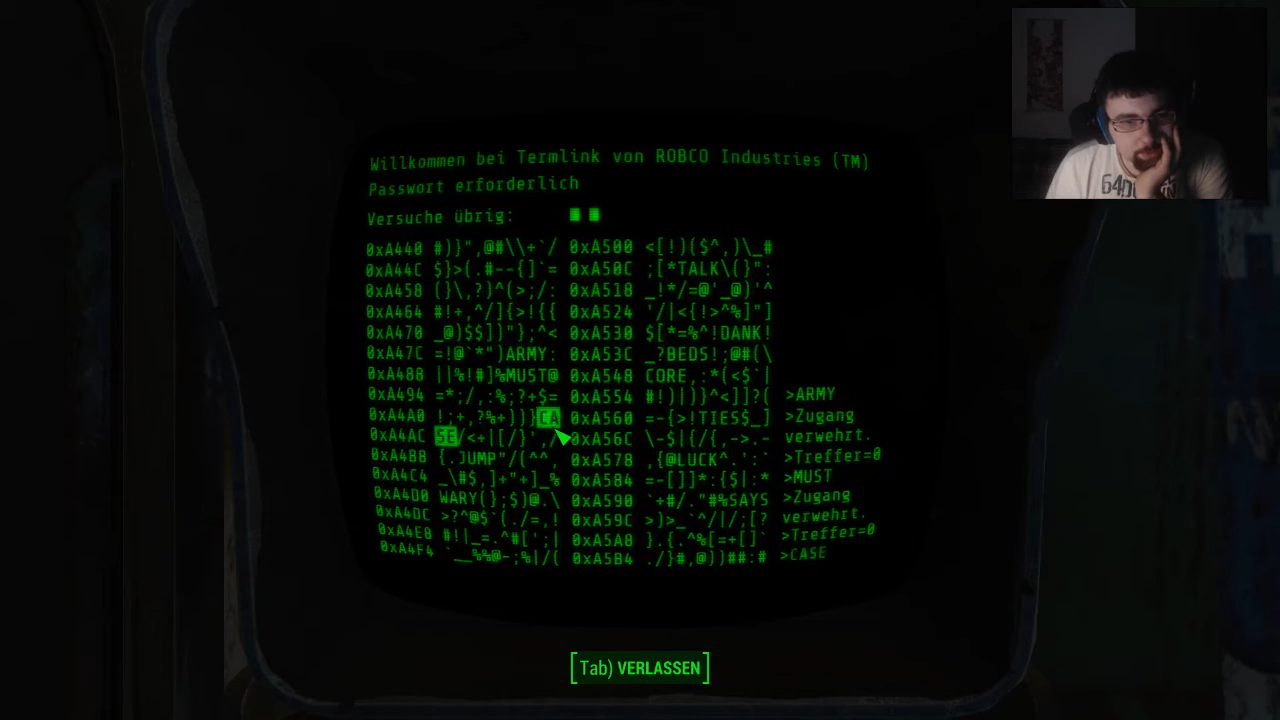 Willkommen bei Termlink von ROBCO Industries (TM)
Passwort erforderlich
Versuche übrig: ■ ■
0xA440 #)}",@#\\+`/ 0xA500 <[!)($^,)\_#
0xA44C $}>(.#--{]`= 0xA50C ;[*TALK\(}":
0xA458 (}\,?)^(>;/: 0xA518 _!*/=@'_@)'^
0xA464 #!+,^/]{>!{{ 0xA524 '/|<{!>^%]"]
0xA470 _@)$$])"};^< 0xA530 $[*=%^!DANK!
0xA47C =!@`*")ARMY: 0xA53C _?BEDS!;@#(\
0xA488 ||%!#]%MUST@ 0xA548 CORE,:*(<$`|
0xA494 =*;/,:%;?+$= 0xA554 #!)|)}^<]]?( >ARMY
0xA4A0 !;+,?%+))}CA 0xA560 =-{>!TIES$_] >Zugang
0xA4AC SE/<+|[/}',/ 0xA56C \-$|{/{,->.- verwehrt.
0xA4B8 {.JUMP"/(^^, 0xA578 ,{@LUCK^.':` >Treffer=0
0xA4C4 _\#$,]+"+]_% 0xA584 =-[]]*:{$|:* >MUST
0xA4D0 WARY(};$)@.\ 0xA590 `+#/."#%SAYS >Zugang
0xA4DC >?^@$`(./=,! 0xA59C >)>_`^/|/;[? verwehrt.
0xA4E8 #!|_=.^#[';| 0xA5A8 }.{.^%[=+[]` >Treffer=0
0xA4F4 `__%%@-;%|/( 0xA5B4 ./}#,@))##:# >CASE
[Tab) VERLASSEN]